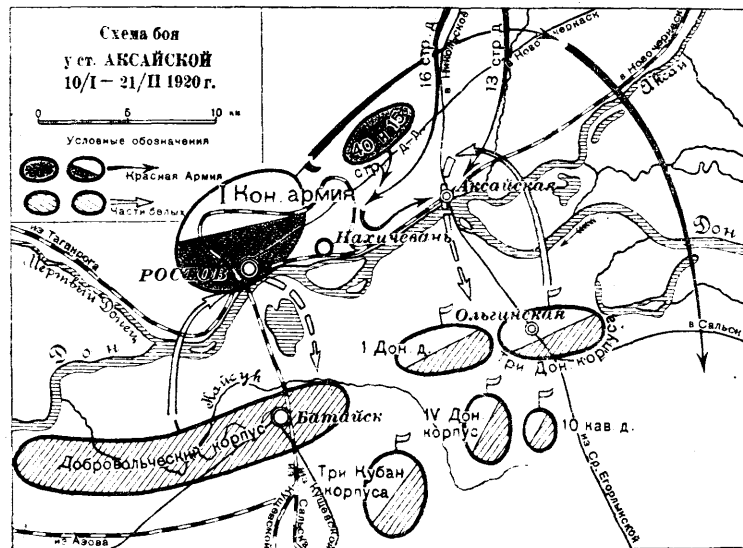 Схема боя
у ст. АКСАЙСКОЙ
10/I — 21/II 1920 г.
0 5 10 км
Условные обозначения
Красная Армия
Части белых
16 стр. д.
13 стр. д.
в Новочеркасск
в Новочеркасск
Аксай
40 и 15
стр. д-д.
I Кон. армия
Аксайская
Нахичевань
РОСТОВ
из Таганрога
Мертвый Донец
Дон
Дон
Ольгинская
Три Дон. корпуса
в Сальск
1 Дон. д.
Койсуг
Батайск
Добровольческий корпус
IV Дон.
корпус
10 кав. д.
Три Кубан
корпуса
из Ср. Егорлыкской
из Азова